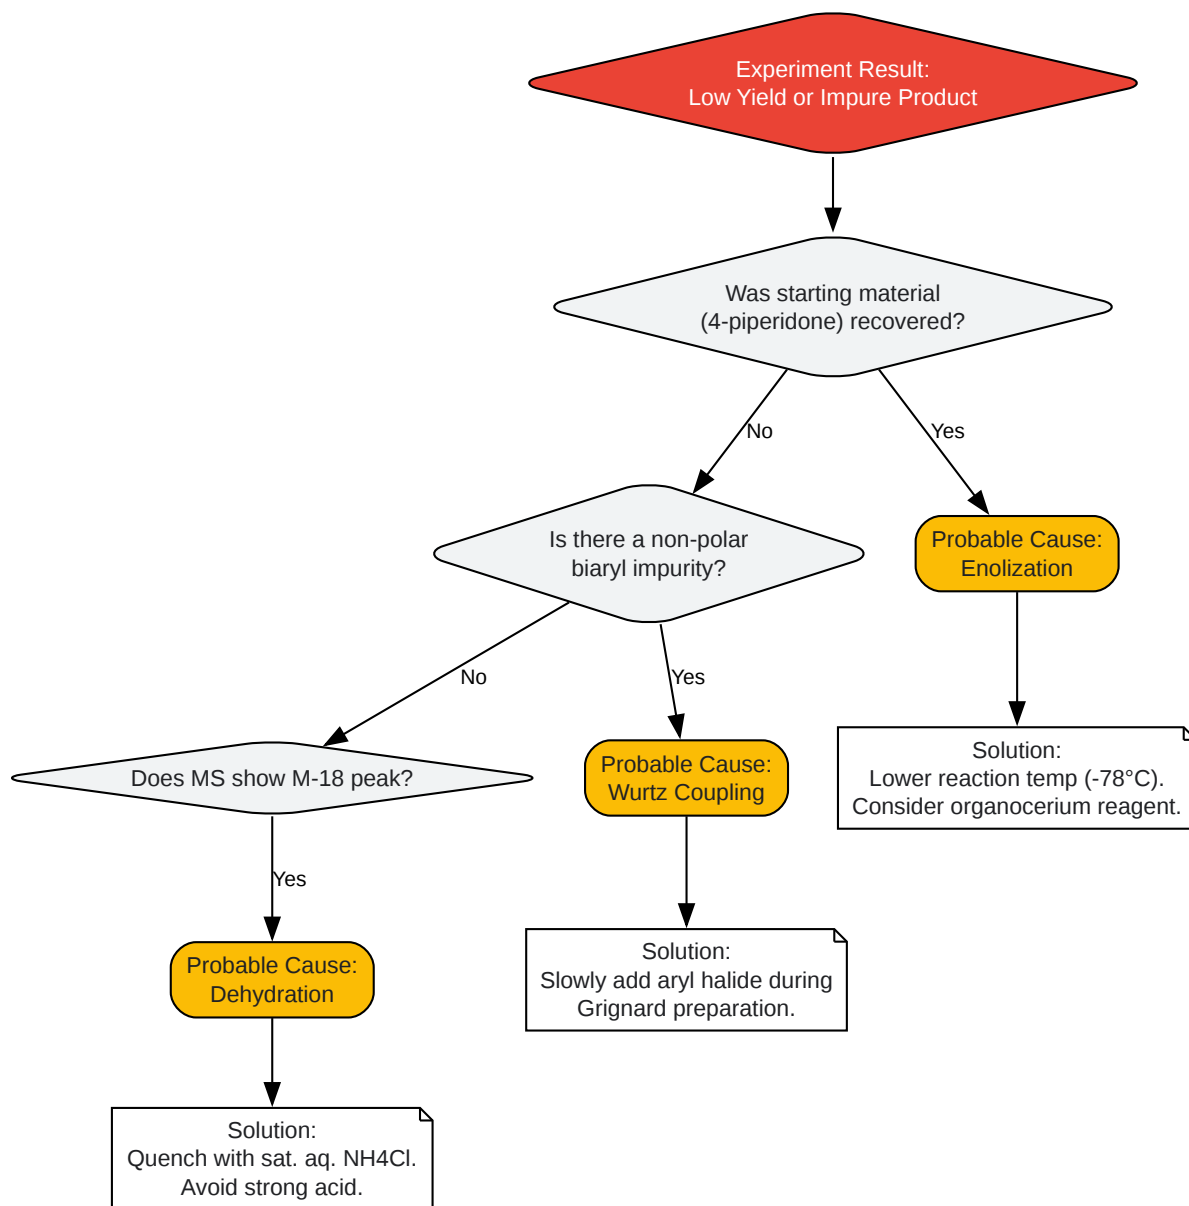 Experiment Result:
Low Yield or Impure Product
Was starting material
(4-piperidone) recovered?
No
Yes
Is there a non-polar
biaryl impurity?
Probable Cause:
Enolization
No
Yes
Solution:
Lower reaction temp (-78°C).
Consider organocerium reagent.
Does MS show M-18 peak?
Probable Cause:
Wurtz Coupling
Yes
Solution:
Slowly add aryl halide during
Grignard preparation.
Probable Cause:
Dehydration
Solution:
Quench with sat. aq. NH4Cl.
Avoid strong acid.